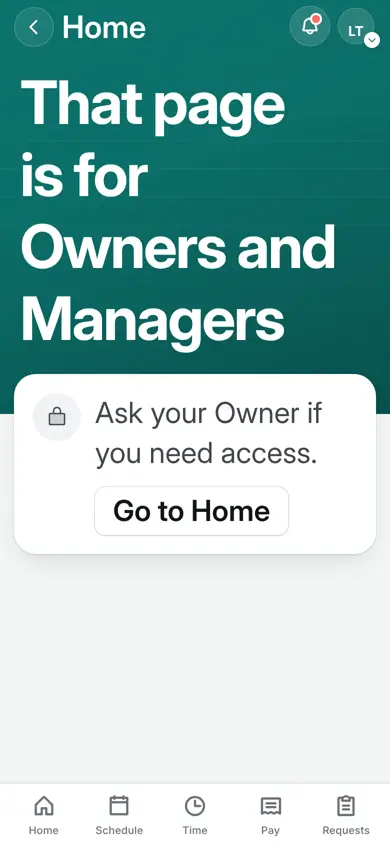 Home
LT
That page
is for
Owners and
Managers
Ask your Owner if
you need access.
Go to Home
Home
Schedule
Time
Pay
Requests